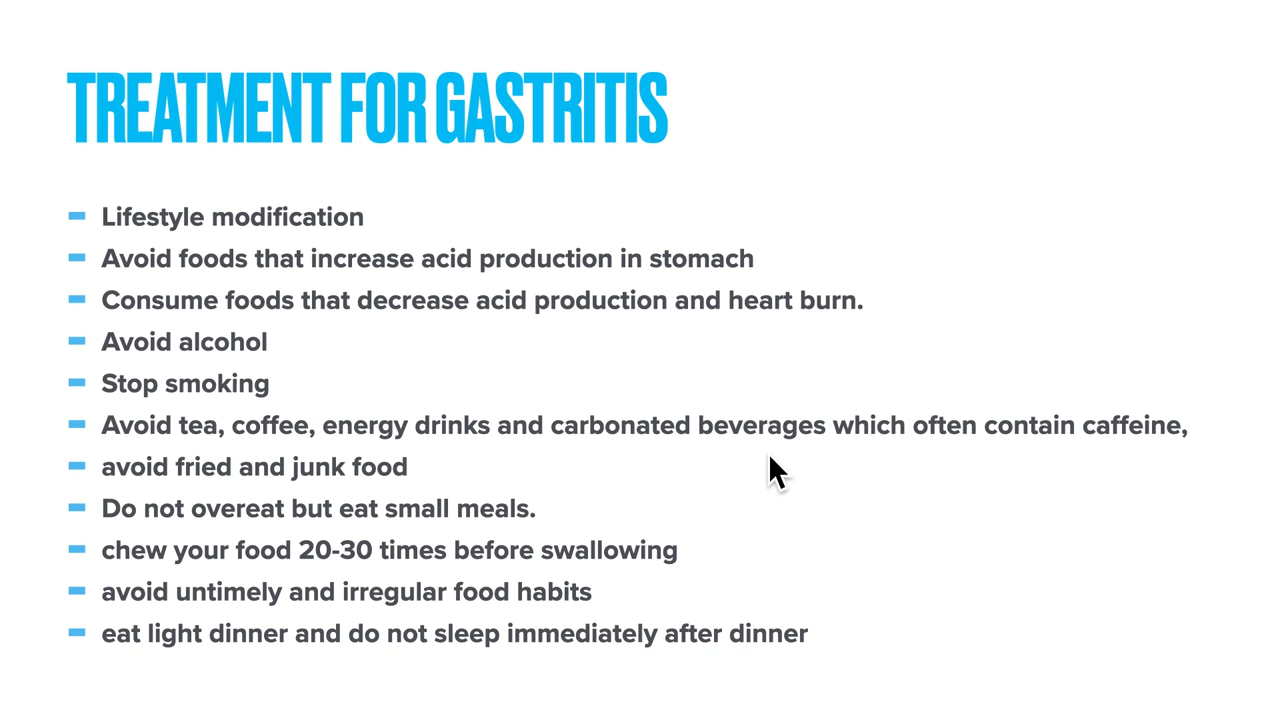 TREATMENT FOR GASTRITIS
Lifestyle modification
Avoid foods that increase acid production in stomach
Consume foods that decrease acid production and heart burn.
Avoid alcohol
Stop smoking
Avoid tea, coffee, energy drinks and carbonated beverages which often contain caffeine,
avoid fried and junk food
Do not overeat but eat small meals.
chew your food 20-30 times before swallowing
avoid untimely and irregular food habits
eat light dinner and do not sleep immediately after dinner